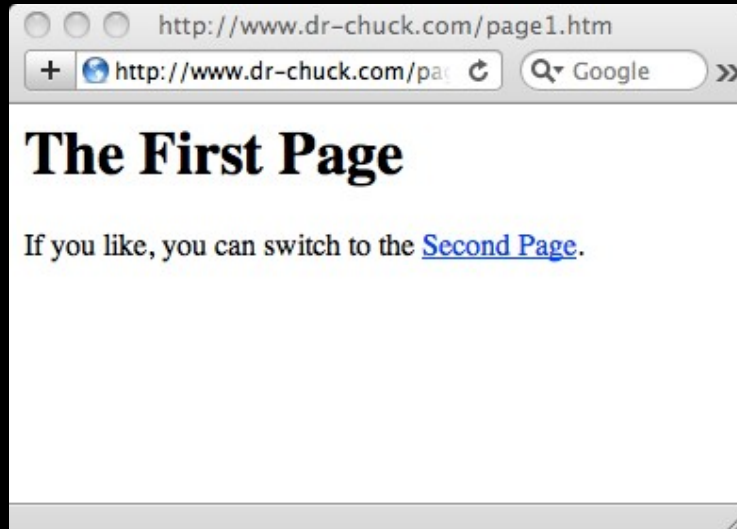 http://www.dr-chuck.com/page1.htm
http://www.dr-chuck.com/pa
Google
The First Page
If you like, you can switch to the Second Page.